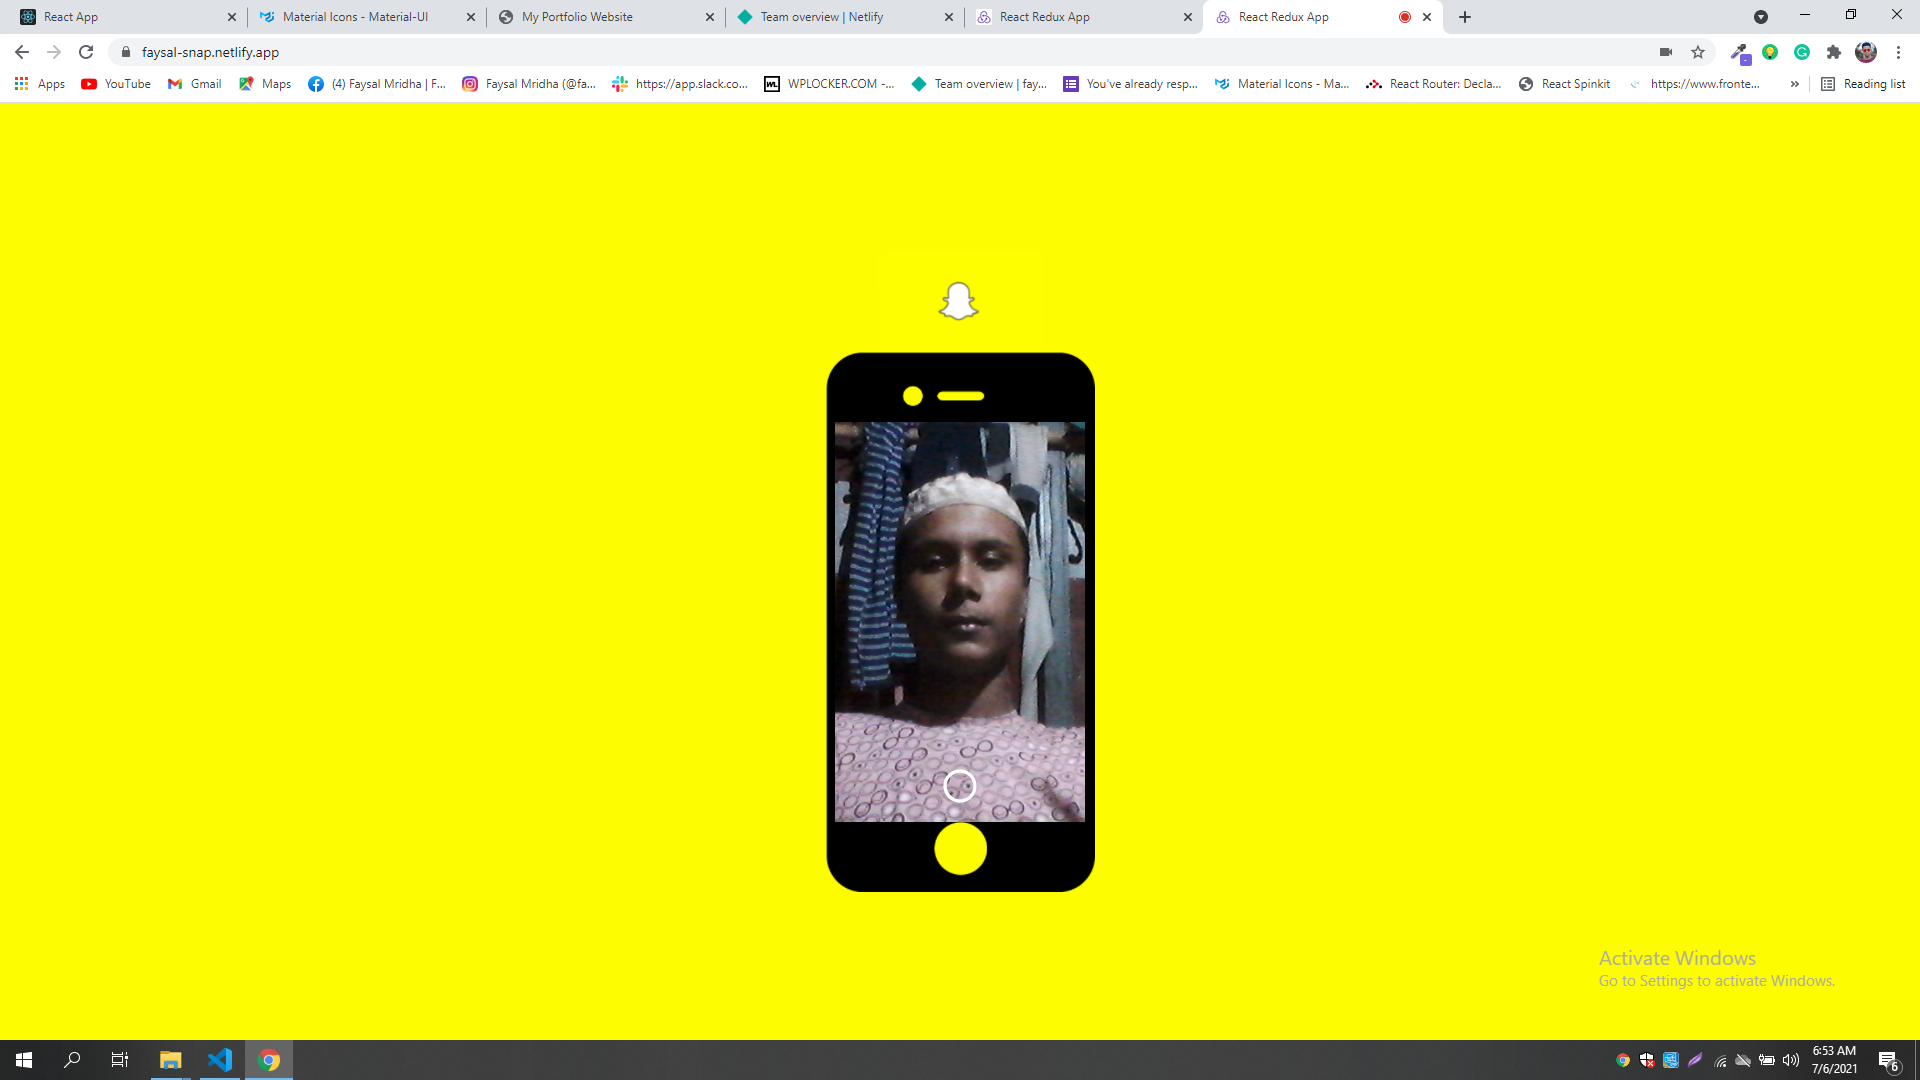 React App
Material Icons - Material-UI
My Portfolio Website
Team overview | Netlify
React Redux App
React Redux App
faysal-snap.netlify.app
Apps
YouTube
Gmail
Maps
(4) Faysal Mridha | F...
Faysal Mridha (@fa...
https://app.slack.co...
WL
WPLOCKER.COM -...
Team overview | fay...
You've already resp...
Material Icons - Ma...
React Router: Decla...
React Spinkit
https://www.fronte...
»
Reading list
Activate Windows
Go to Settings to activate Windows.
6:53 AM
7/6/2021
6